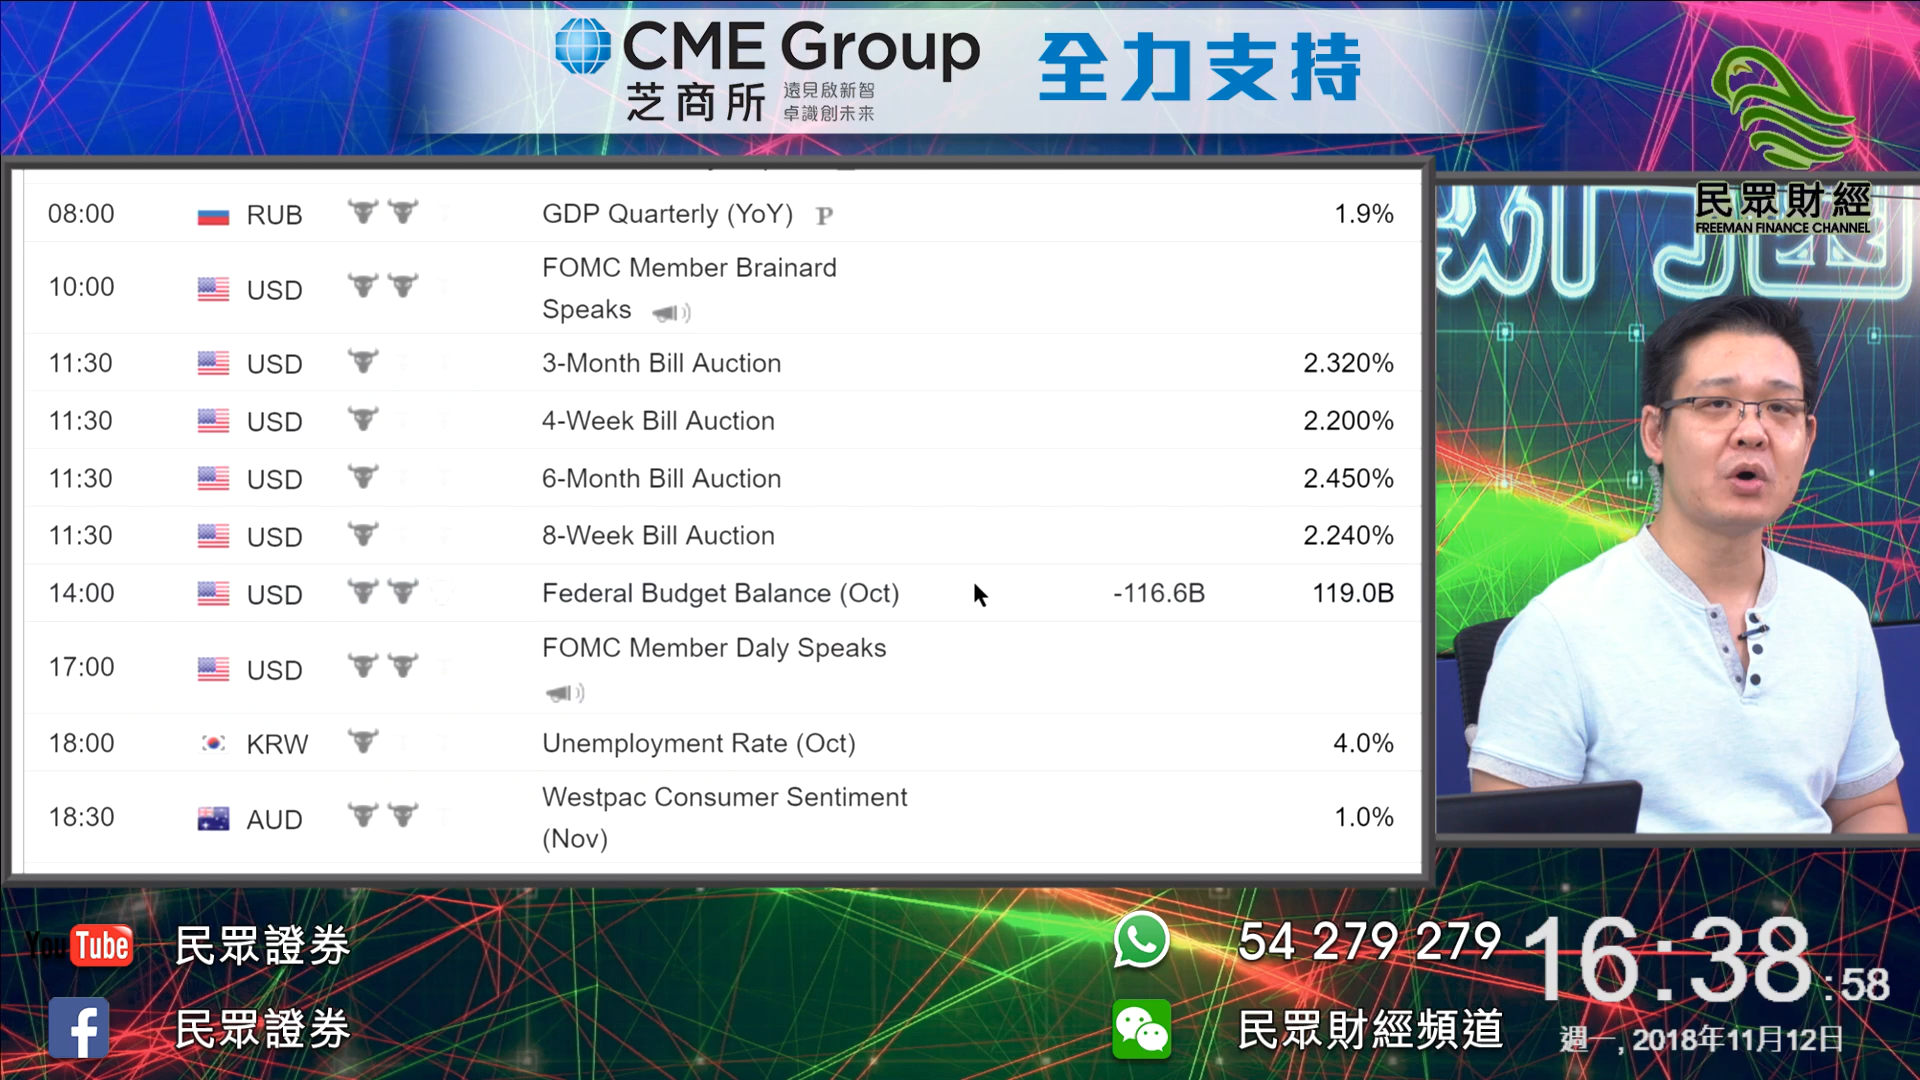 CME Group
芝商所
遠見啟新智
卓識創未来
全力支持
民眾財經
FREEMAN FINANCE CHANNEL
08:00 RUB GDP Quarterly (YoY) P 1.9%
10:00 USD FOMC Member Brainard
Speaks
11:30 USD 3-Month Bill Auction 2.320%
11:30 USD 4-Week Bill Auction 2.200%
11:30 USD 6-Month Bill Auction 2.450%
11:30 USD 8-Week Bill Auction 2.240%
14:00 USD Federal Budget Balance (Oct) -116.6B 119.0B
17:00 USD FOMC Member Daly Speaks
18:00 KRW Unemployment Rate (Oct) 4.0%
18:30 AUD Westpac Consumer Sentiment
(Nov) 1.0%
YouTube 民眾證券
f 民眾證券
54 279 279
民眾財經頻道
16:38:58
週一, 2018年11月12日